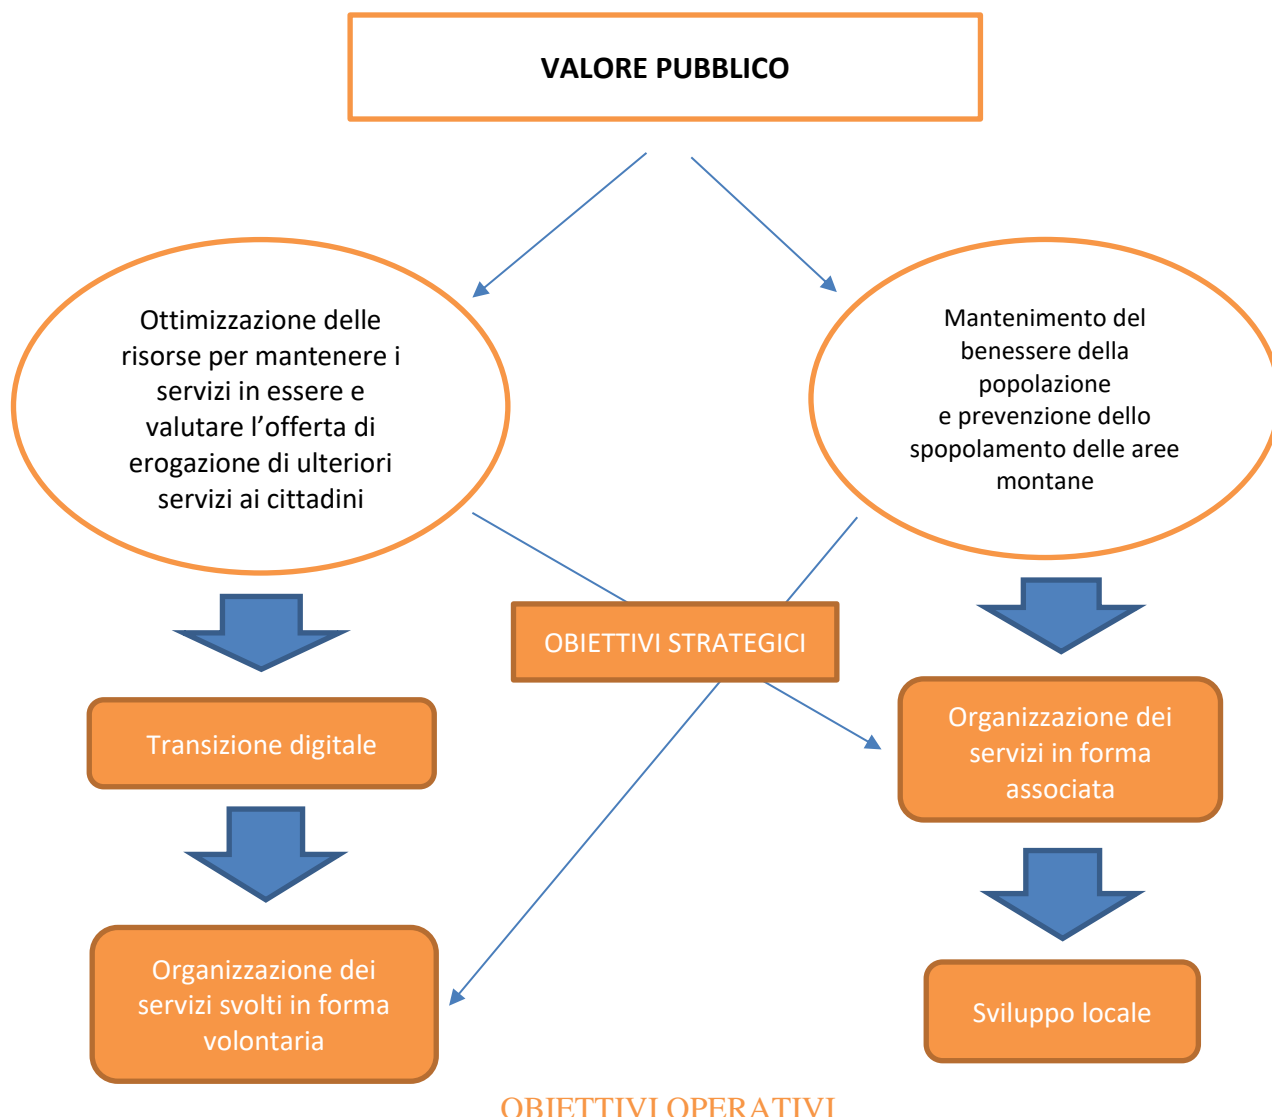 VALORE PUBBLICO
Ottimizzazione delle
risorse per mantenere i
servizi in essere e
valutare l’offerta di
erogazione di ulteriori
servizi ai cittadini
Mantenimento del
benessere della
popolazione
e prevenzione dello
spopolamento delle aree
montane
OBIETTIVI STRATEGICI
Transizione digitale
Organizzazione dei
servizi in forma
associata
Organizzazione dei
servizi svolti in forma
volontaria
Sviluppo locale
OBIETTIVI OPERATIVI